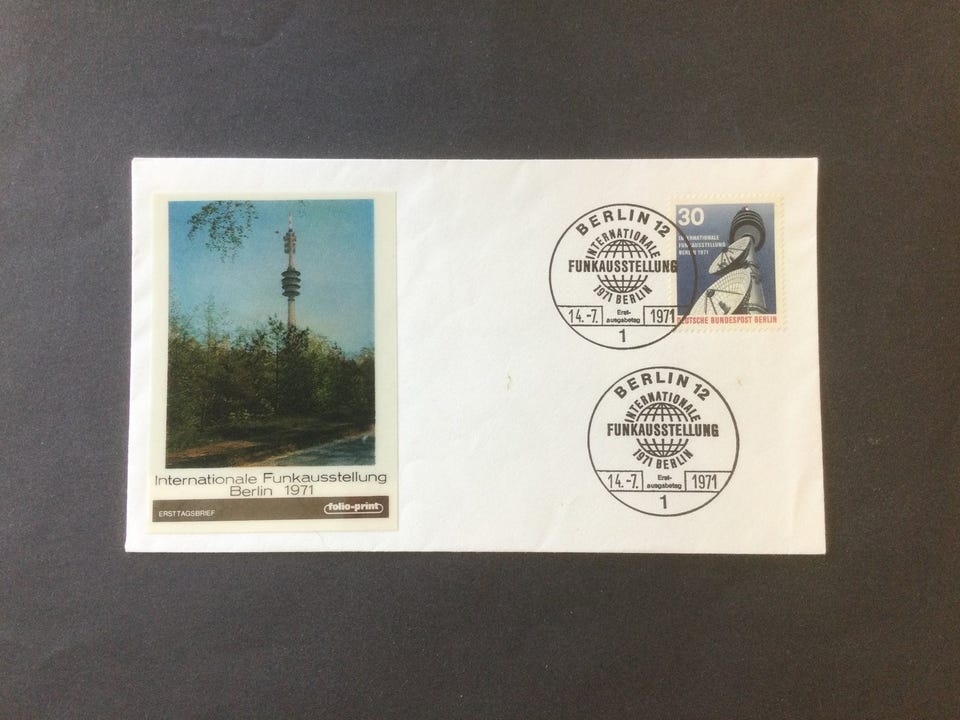 Internationale Funkausstellung
Berlin 1971
ERSTTAGSBRIEF
folio-print
BERLIN 12
INTERNATIONALE
FUNKAUSSTELLUNG
1971 BERLIN
14.-7. Erst- 1971
ausgabetag
1
30
INTERNATIONALE
FUNKAUSSTELLUNG
BERLIN 1971
DEUTSCHE BUNDESPOST BERLIN
BERLIN 12
INTERNATIONALE
FUNKAUSSTELLUNG
1971 BERLIN
14.-7. Erst- 1971
ausgabetag
1